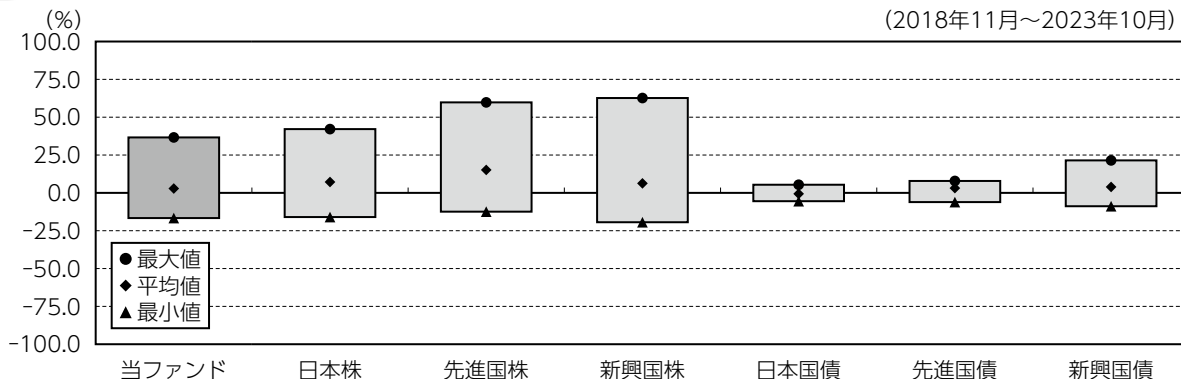 (%)
(2018年11月～2023年10月)
100.0
75.0
50.0
25.0
0.0
-25.0
-50.0
-75.0
-100.0
●最大値
◆平均値
▲最小値
当ファンド 日本株 先進国株 新興国株 日本国債 先進国債 新興国債